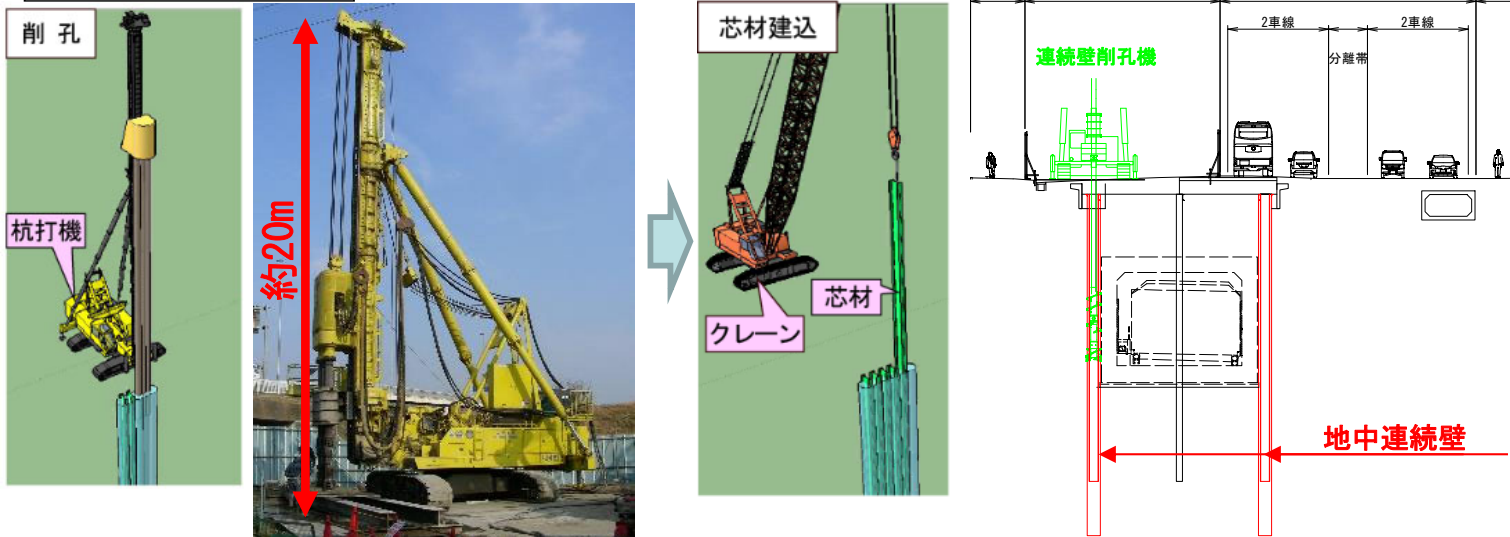 削 孔
杭打機
約20m
芯材建込
芯材
クレーン
連続壁削孔機
2車線
2車線
分離帯
地中連続壁